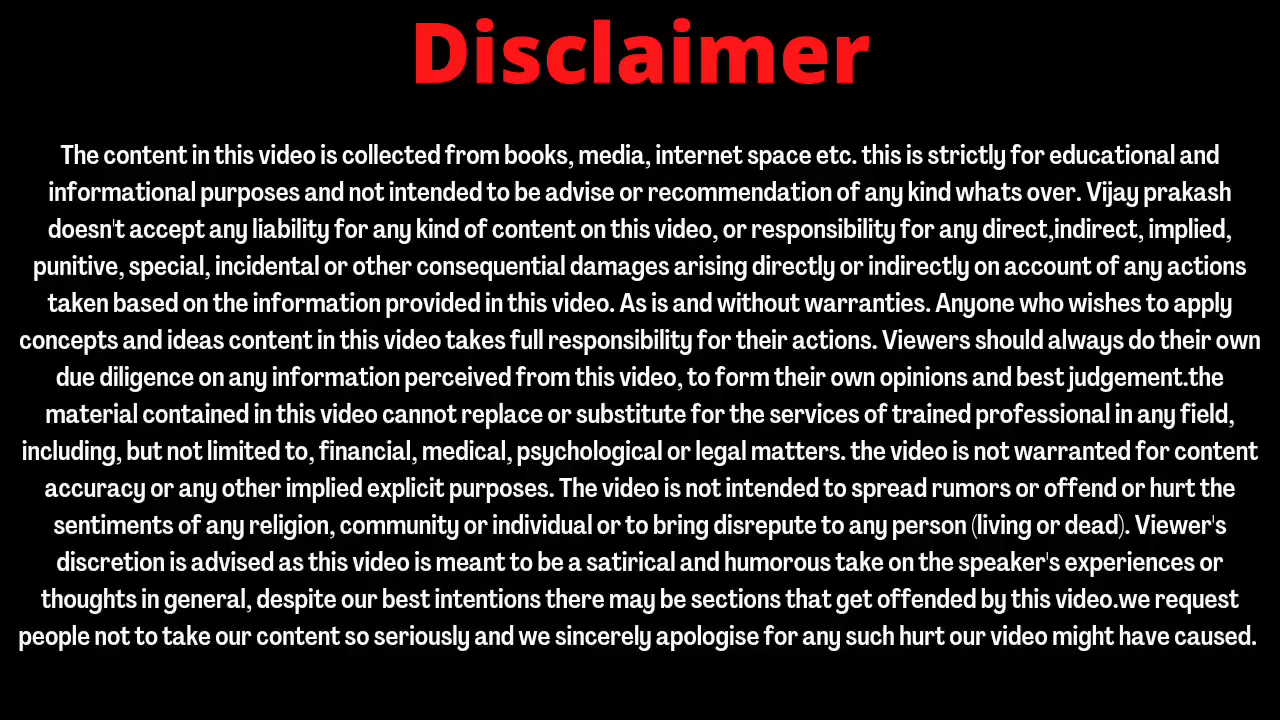 Disclaimer
The content in this video is collected from books, media, internet space etc. this is strictly for educational and
informational purposes and not intended to be advise or recommendation of any kind whats over. Vijay prakash
doesn't accept any liability for any kind of content on this video, or responsibility for any direct,indirect, implied,
punitive, special, incidental or other consequential damages arising directly or indirectly on account of any actions
taken based on the information provided in this video. As is and without warranties. Anyone who wishes to apply
concepts and ideas content in this video takes full responsibility for their actions. Viewers should always do their own
due diligence on any information perceived from this video, to form their own opinions and best judgement.the
material contained in this video cannot replace or substitute for the services of trained professional in any field,
including, but not limited to, financial, medical, psychological or legal matters. the video is not warranted for content
accuracy or any other implied explicit purposes. The video is not intended to spread rumors or offend or hurt the
sentiments of any religion, community or individual or to bring disrepute to any person (living or dead). Viewer's
discretion is advised as this video is meant to be a satirical and humorous take on the speaker's experiences or
thoughts in general, despite our best intentions there may be sections that get offended by this video.we request
people not to take our content so seriously and we sincerely apologise for any such hurt our video might have caused.